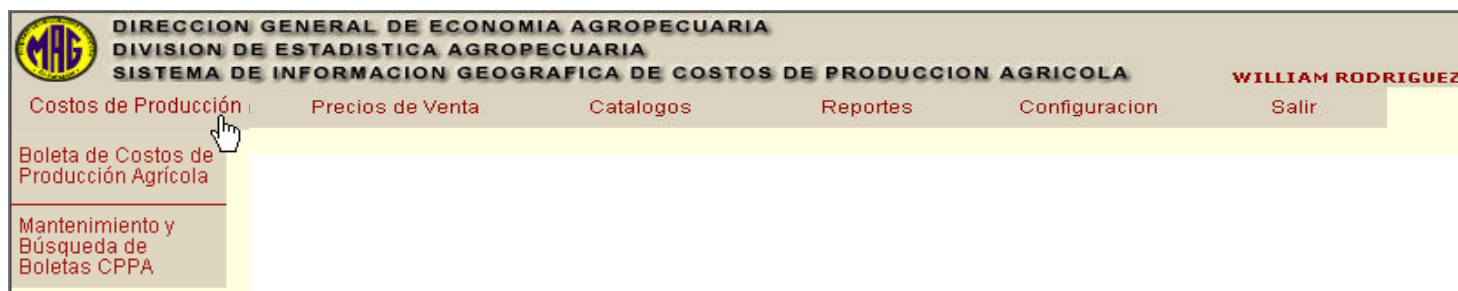 MAG
DIRECCION GENERAL DE ECONOMIA AGROPECUARIA
DIVISION DE ESTADISTICA AGROPECUARIA
SISTEMA DE INFORMACION GEOGRAFICA DE COSTOS DE PRODUCCION AGRICOLA
WILLIAM RODRIGUEZ
Costos de Producción Precios de Venta Catalogos Reportes Configuracion Salir
Boleta de Costos de
Producción Agrícola
Mantenimiento y
Búsqueda de
Boletas CPPA